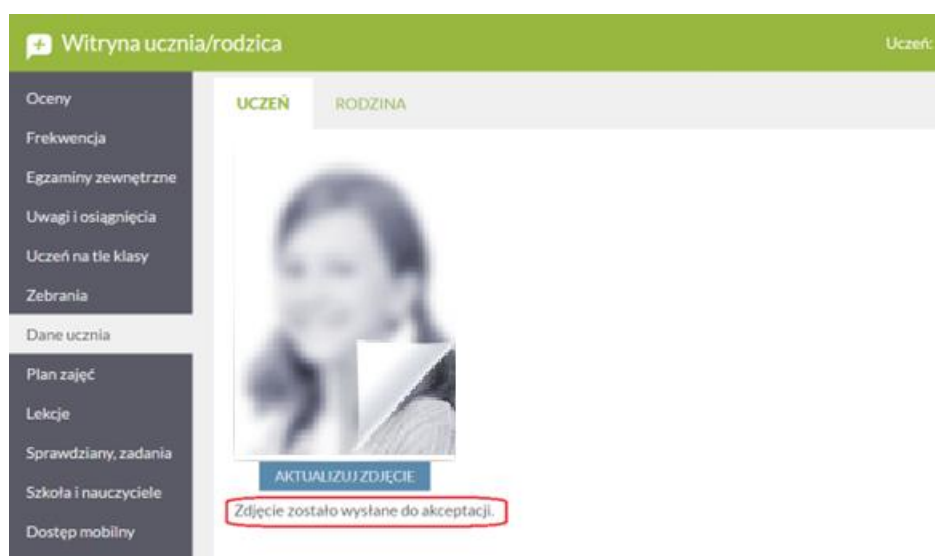 Witryna ucznia/rodzica
Uczeń:
Oceny
Frekwencja
Egzaminy zewnętrzne
Uwagi i osiągnięcia
Uczeń na tle klasy
Zebrania
Dane ucznia
Plan zajęć
Lekcje
Sprawdziany, zadania
Szkoła i nauczyciele
Dostęp mobilny
UCZEŃ RODZINA
AKTUALIZUJ ZDJĘCIE
Zdjęcie zostało wysłane do akceptacji.